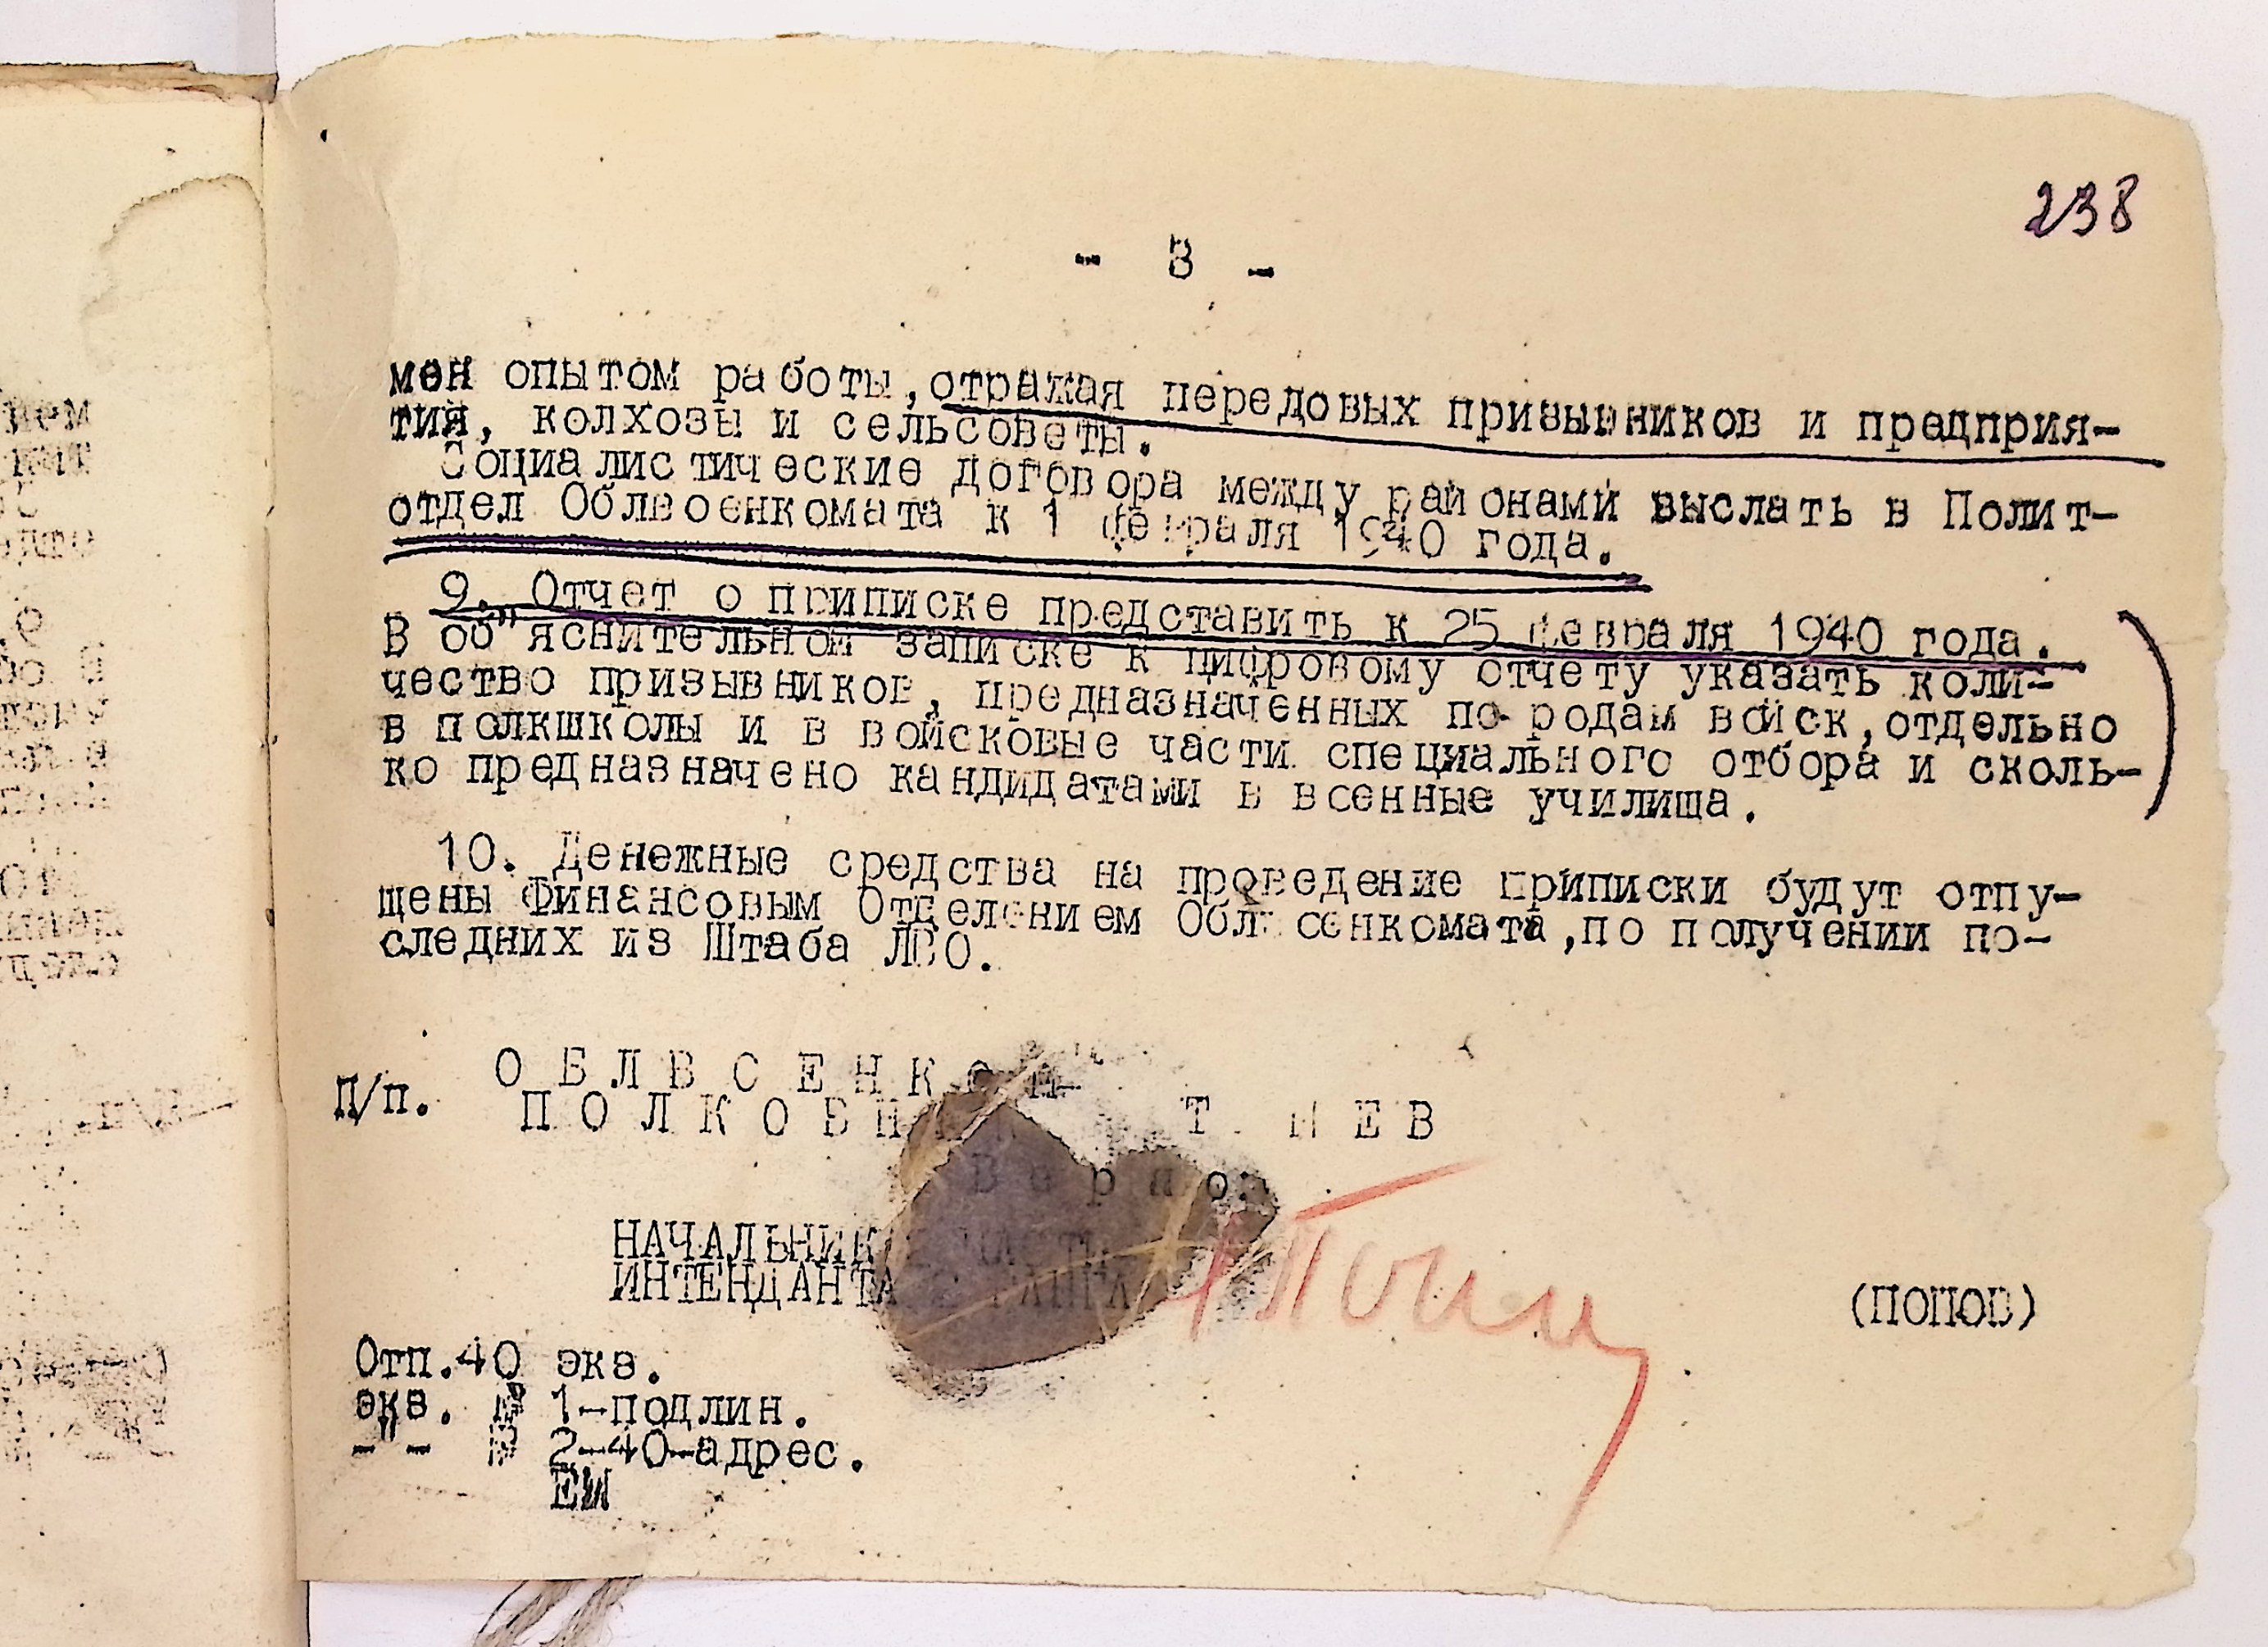 238
- 3 -
мен опытом работы, отражая передовых призывников и предприя-
тия, колхозы и сельсоветы.
Социалистические договора между районами выслать в Полит-
отдел Облвоенкомата к 1 февраля 1940 года.
9. Отчет о приписке представить к 25 февраля 1940 года.
В об"яснительной записке к цифровому отчету указать коли-
чество призывников, предназначенных по родам войск, отдельно
в полкшколы и в войсковые части специального отбора и сколь-
ко предназначено кандидатами в военные училища.
10. Денежные средства на проведение приписки будут отпу-
щены Финансовым Отделением Облвоенкомата, по получении по-
следних из Штаба ЛВО.
О Б Л В О Е Н К О М-
П/п. П О Л К О В Н И К
В е р н о:
НАЧАЛЬНИК ЧАСТИ
ИНТЕНДАНТ РАНГА
(ПОПОВ)
Отп.40 экз.
экз. № 1-подлин.
-"- № 2-40-адрес.
ЕШ